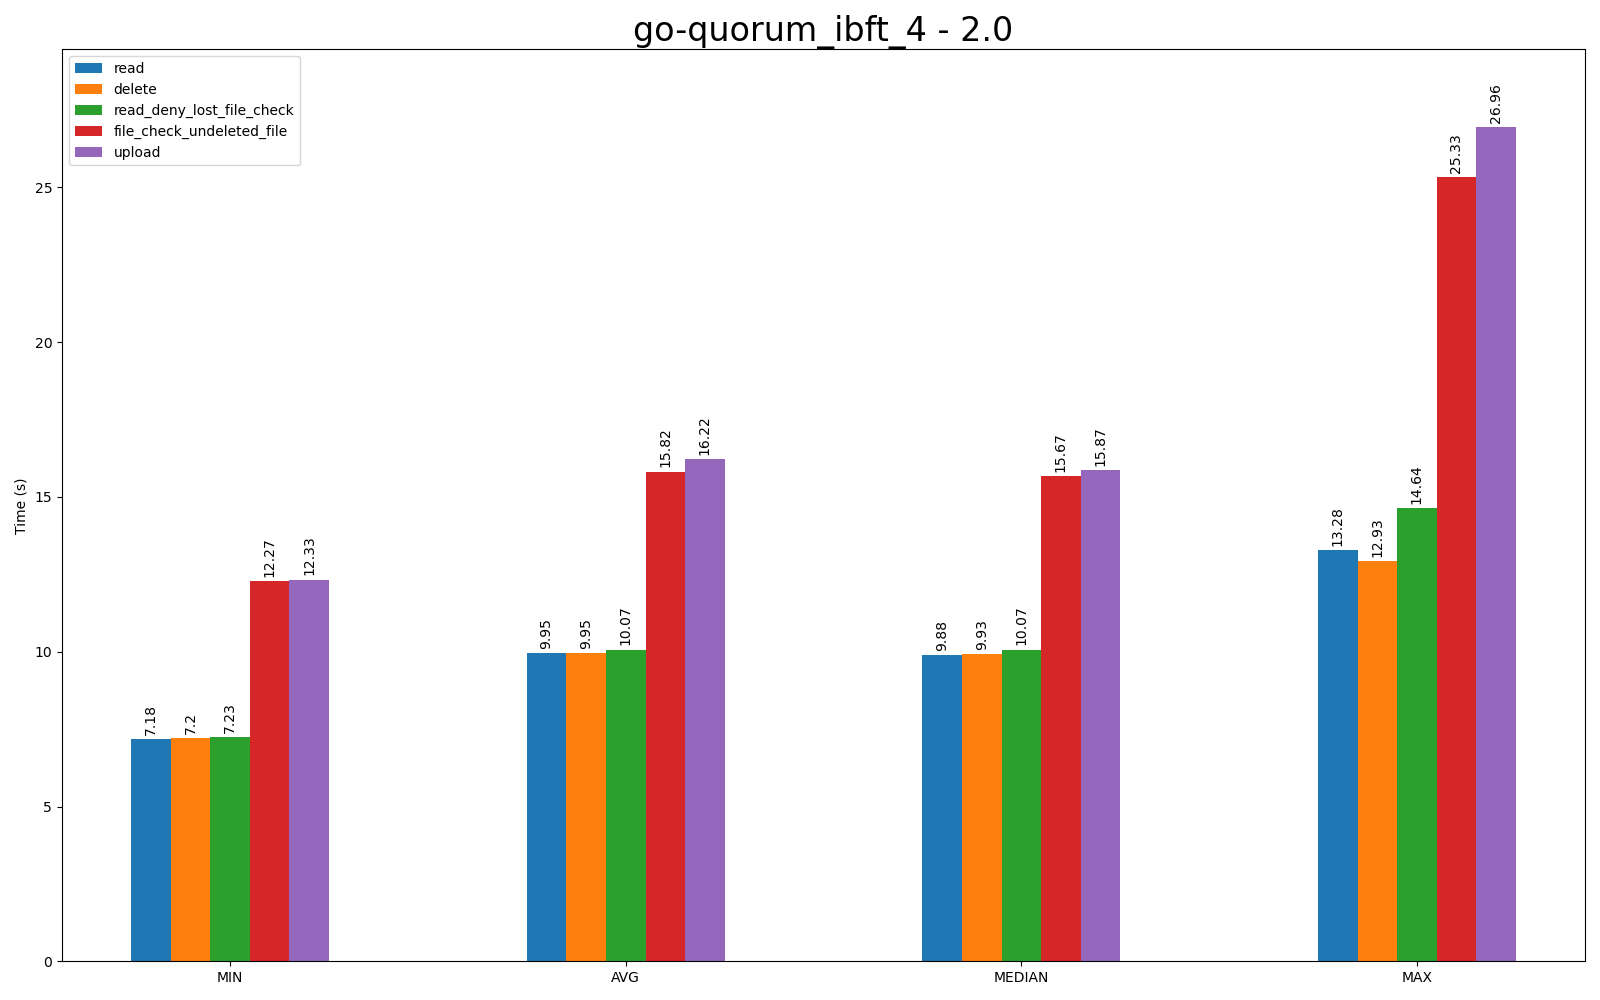 go-quorum_ibft_4 - 2.0
read
delete
read_deny_lost_file_check
file_check_undeleted_file
upload
Time (s)
25
20
15
10
5
0
7.18
7.2
7.23
12.27
12.33
9.95
9.95
10.07
15.82
16.22
9.88
9.93
10.07
15.67
15.87
13.28
12.93
14.64
25.33
26.96
MIN
AVG
MEDIAN
MAX